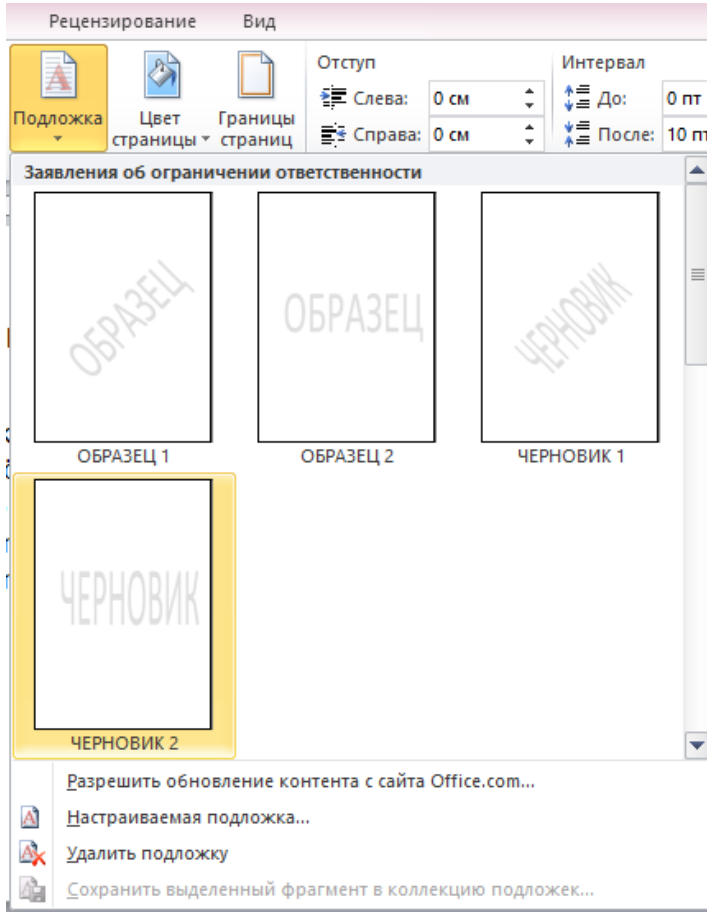 Рецензирование Вид
Подложка
Цвет страницы
Границы страниц
Отступ
Слева: 0 см
Справа: 0 см
Интервал
До: 0 пт
После: 10 пт
Заявления об ограничении ответственности
ОБРАЗЕЦ
ОБРАЗЕЦ
ЧЕРНОВИК
ОБРАЗЕЦ 1
ОБРАЗЕЦ 2
ЧЕРНОВИК 1
ЧЕРНОВИК
ЧЕРНОВИК 2
Разрешить обновление контента с сайта Office.com...
Настраиваемая подложка...
Удалить подложку
Сохранить выделенный фрагмент в коллекцию подложек...